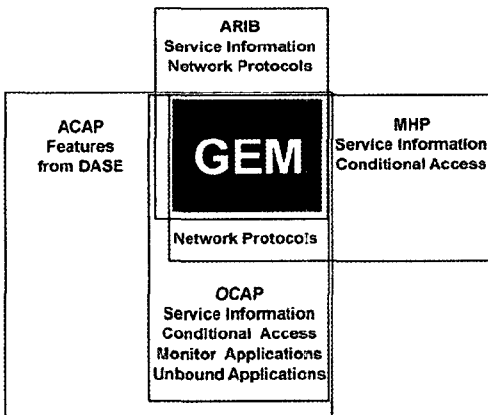 ARIB
Service Information
Network Protocols
ACAP
Features
from DASE
GEM
MHP
Service Information
Conditional Access
Network Protocols
OCAP
Service Information
Conditional Access
Monitor Applications
Unbound Applications